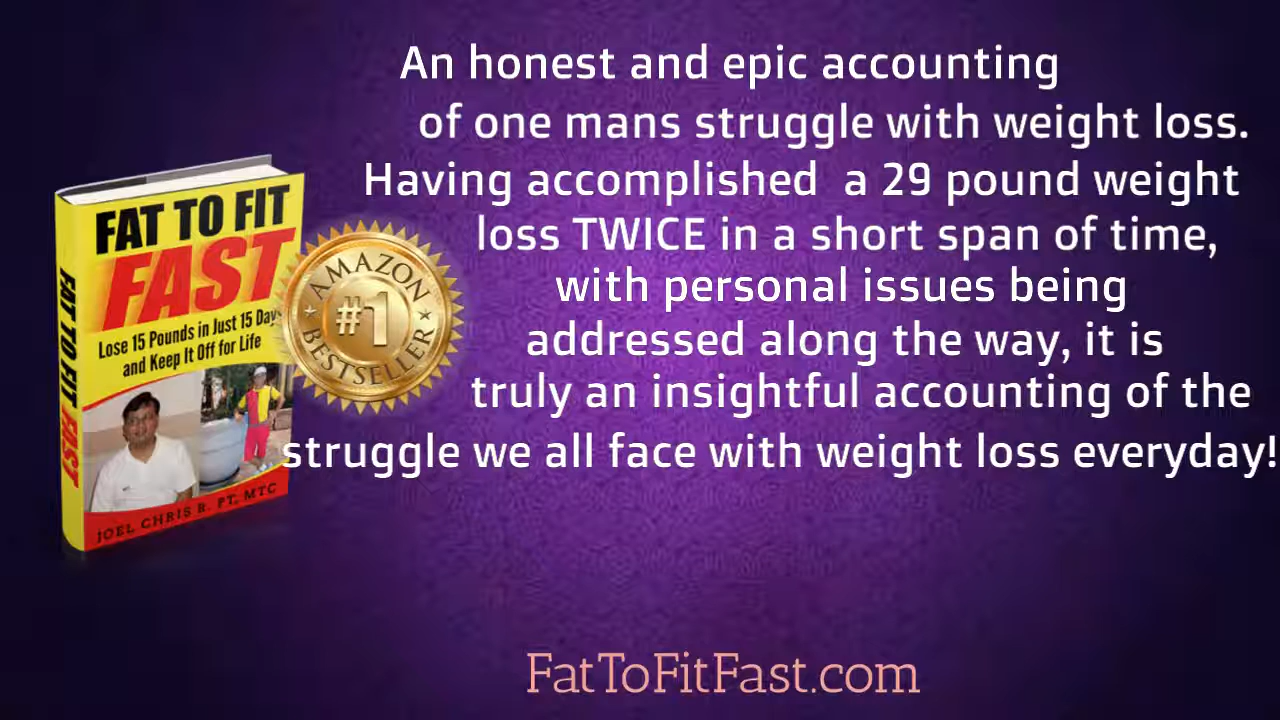 An honest and epic accounting
of one mans struggle with weight loss.
Having accomplished a 29 pound weight
loss TWICE in a short span of time,
with personal issues being
addressed along the way, it is
truly an insightful accounting of the
struggle we all face with weight loss everyday!
FAT TO FIT
FAST
Lose 15 Pounds in Just 15 Days
and Keep It Off for Life
JOEL CHRIS R. PT, MTC
FAT TO FIT FAST
AMAZON
#1
BESTSELLER
FatToFitFast.com